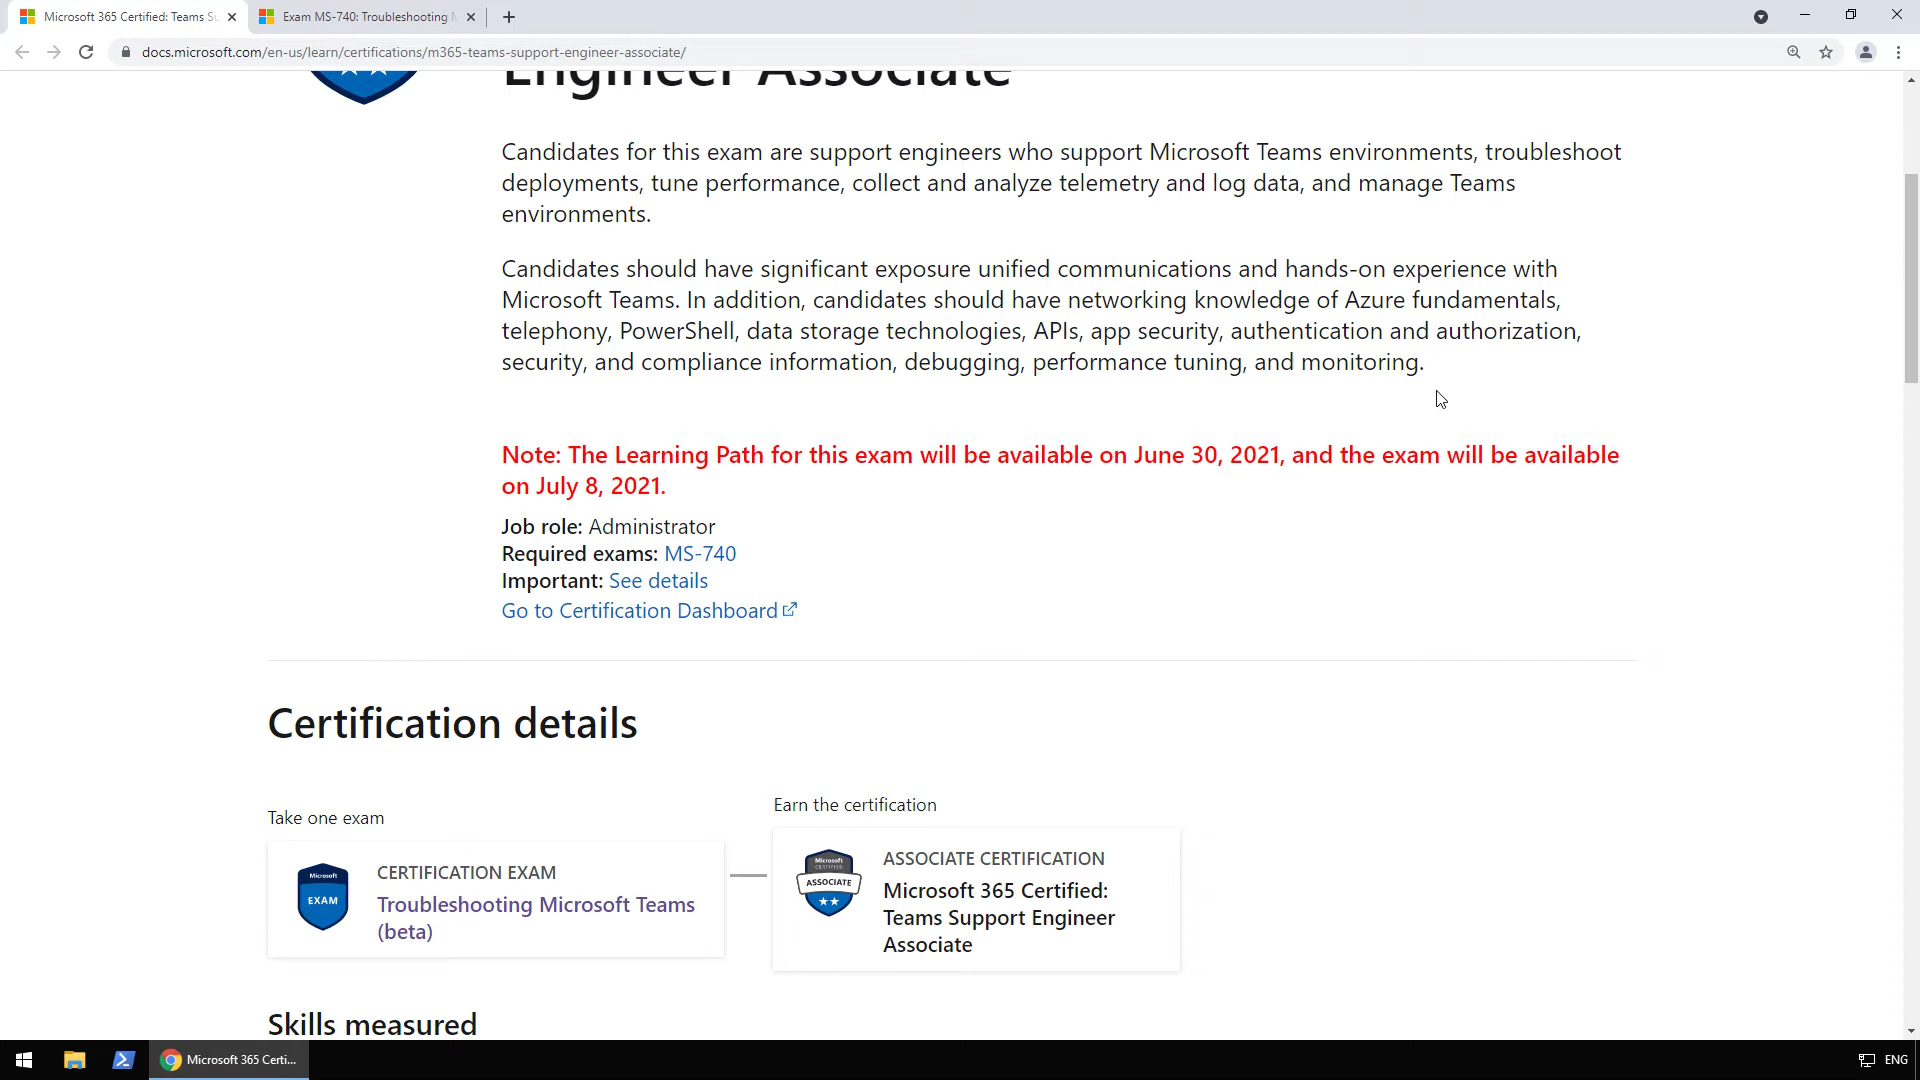 Microsoft 365 Certified: Teams Su
Exam MS-740: Troubleshooting M
docs.microsoft.com/en-us/learn/certifications/m365-teams-support-engineer-associate/
Engineer Associate
Candidates for this exam are support engineers who support Microsoft Teams environments, troubleshoot
deployments, tune performance, collect and analyze telemetry and log data, and manage Teams
environments.
Candidates should have significant exposure unified communications and hands-on experience with
Microsoft Teams. In addition, candidates should have networking knowledge of Azure fundamentals,
telephony, PowerShell, data storage technologies, APIs, app security, authentication and authorization,
security, and compliance information, debugging, performance tuning, and monitoring.
Note: The Learning Path for this exam will be available on June 30, 2021, and the exam will be available
on July 8, 2021.
Job role: Administrator
Required exams: MS-740
Important: See details
Go to Certification Dashboard
Certification details
Take one exam
Earn the certification
Microsoft
EXAM
CERTIFICATION EXAM
Troubleshooting Microsoft Teams
(beta)
Microsoft
CERTIFIED
ASSOCIATE
ASSOCIATE CERTIFICATION
Microsoft 365 Certified:
Teams Support Engineer
Associate
Skills measured
Microsoft 365 Certi...
ENG